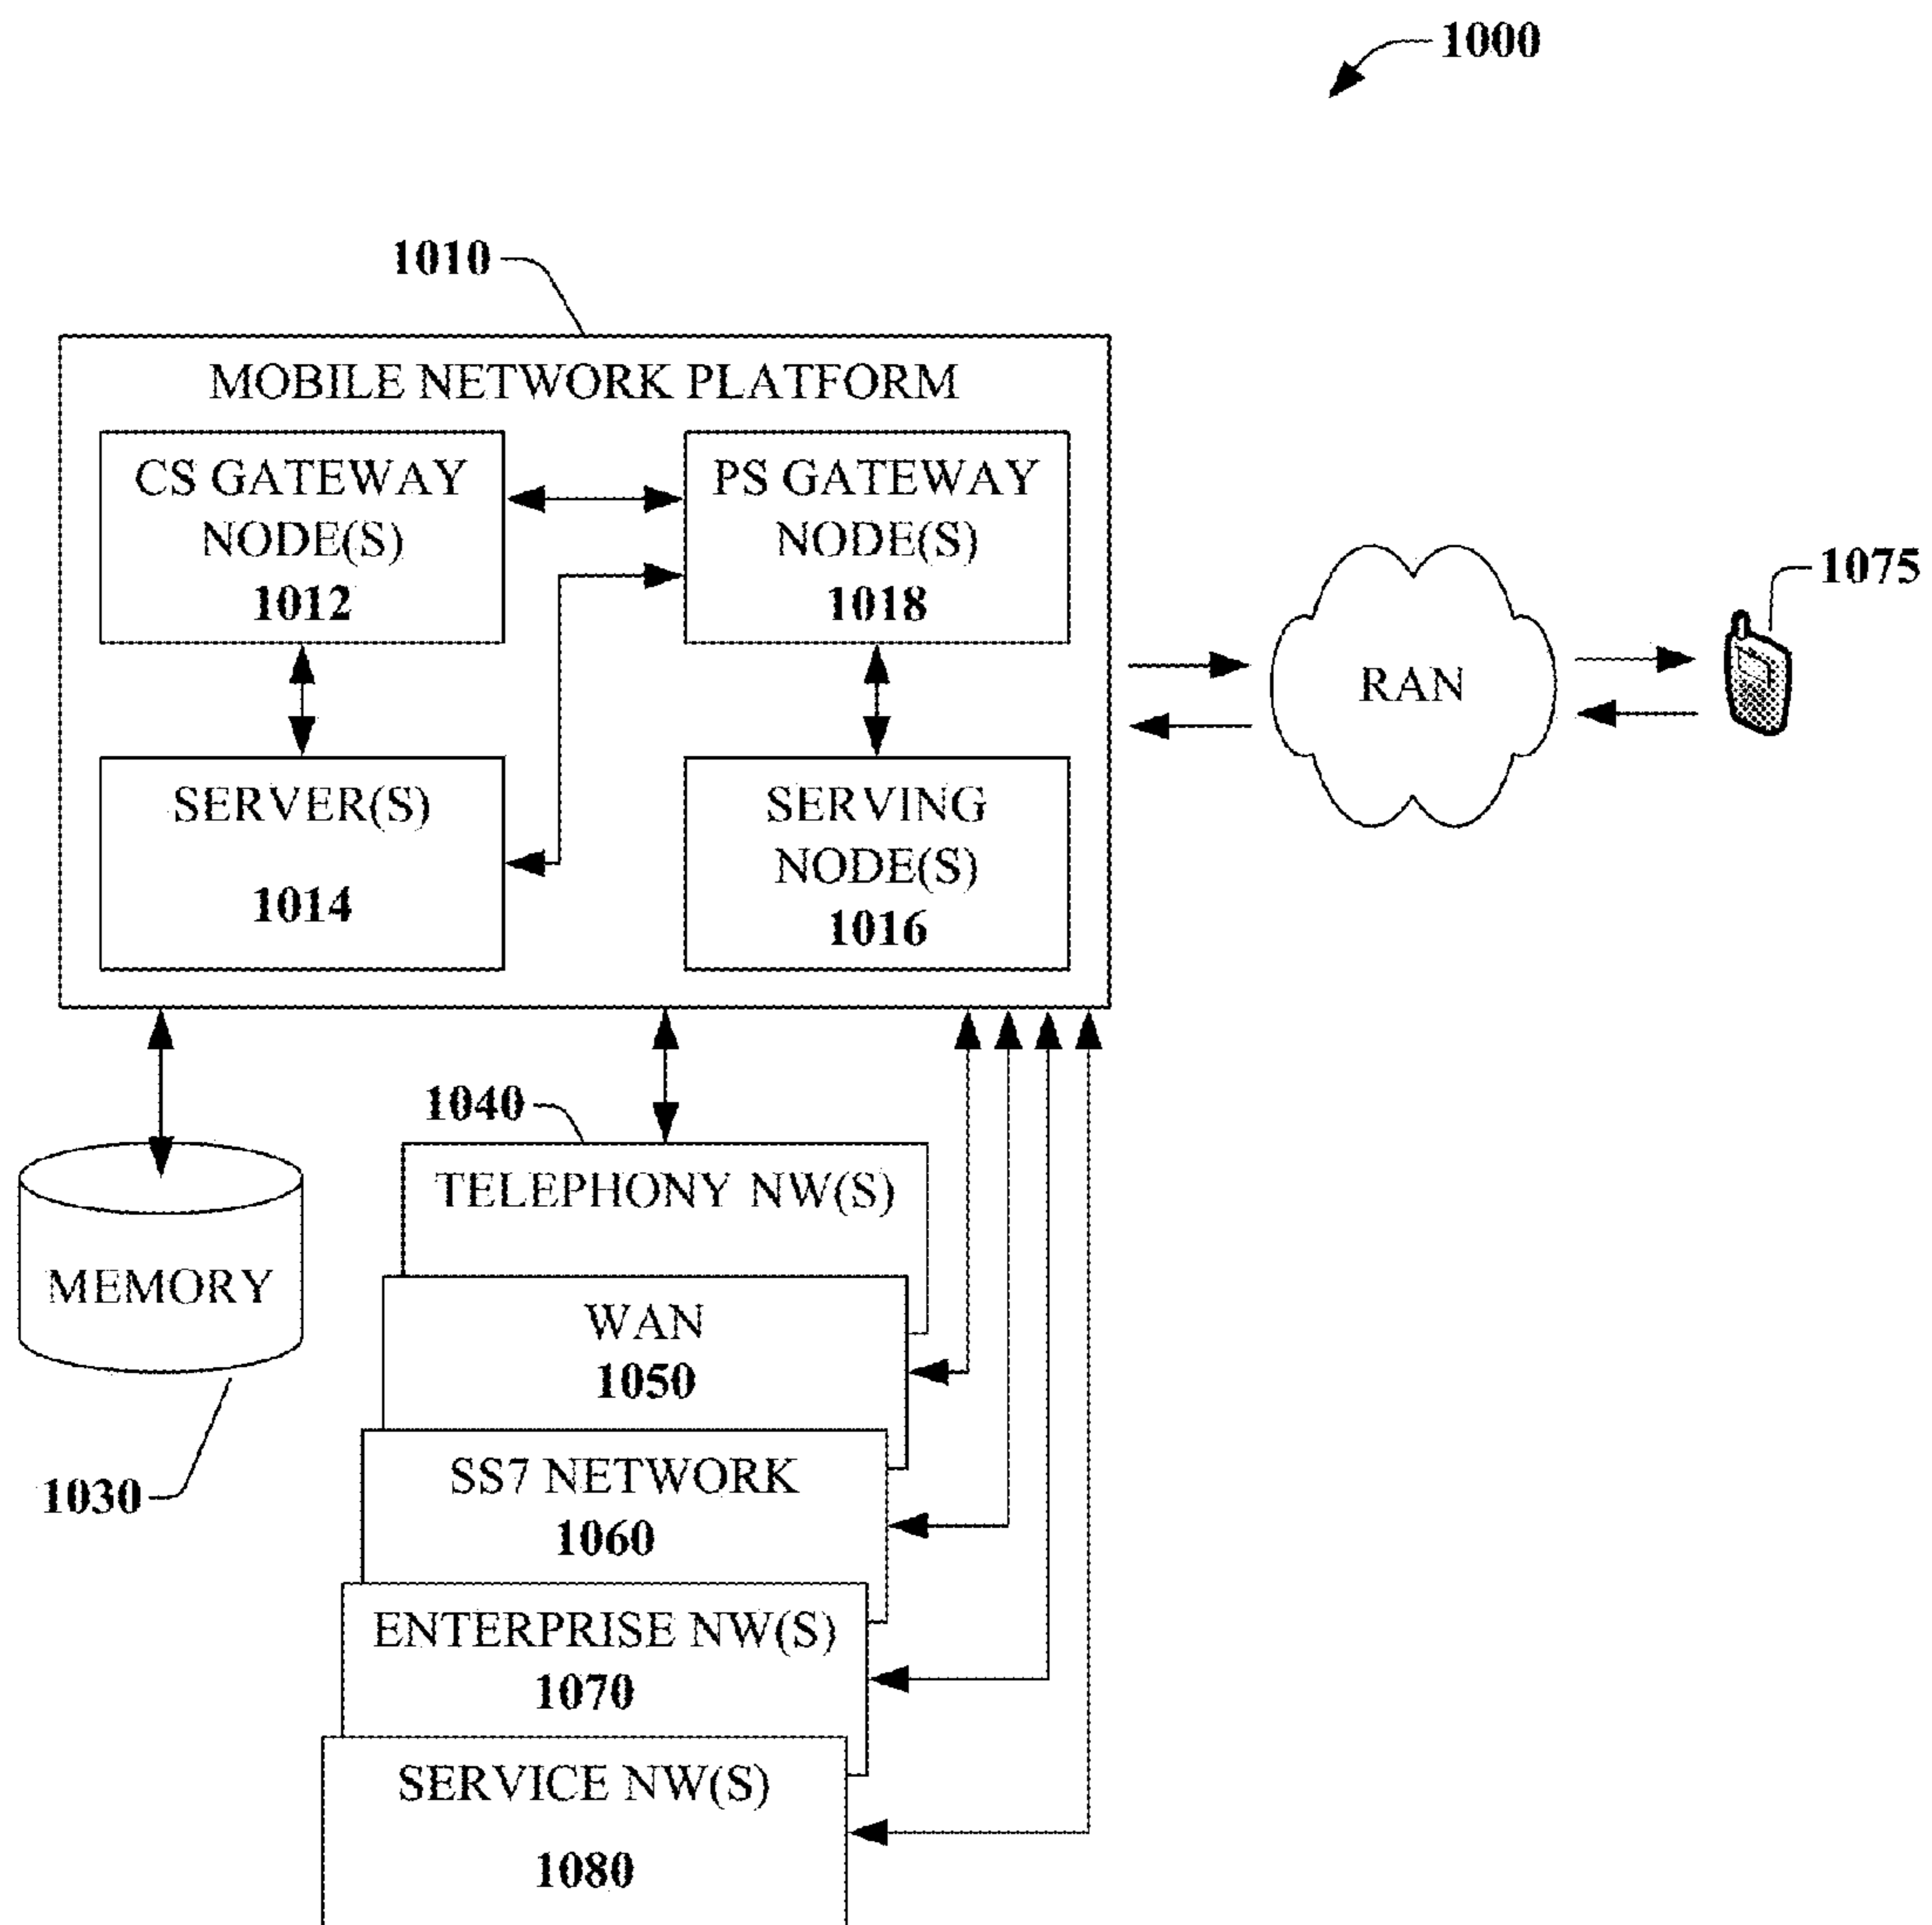 1000
1010
MOBILE NETWORK PLATFORM
CS GATEWAY
NODE(S)
1012
PS GATEWAY
NODE(S)
1018
SERVER(S)
1014
SERVING
NODE(S)
1016
RAN
1075
1040
TELEPHONY NW(S)
MEMORY
1030
WAN
1050
SS7 NETWORK
1060
ENTERPRISE NW(S)
1070
SERVICE NW(S)
1080